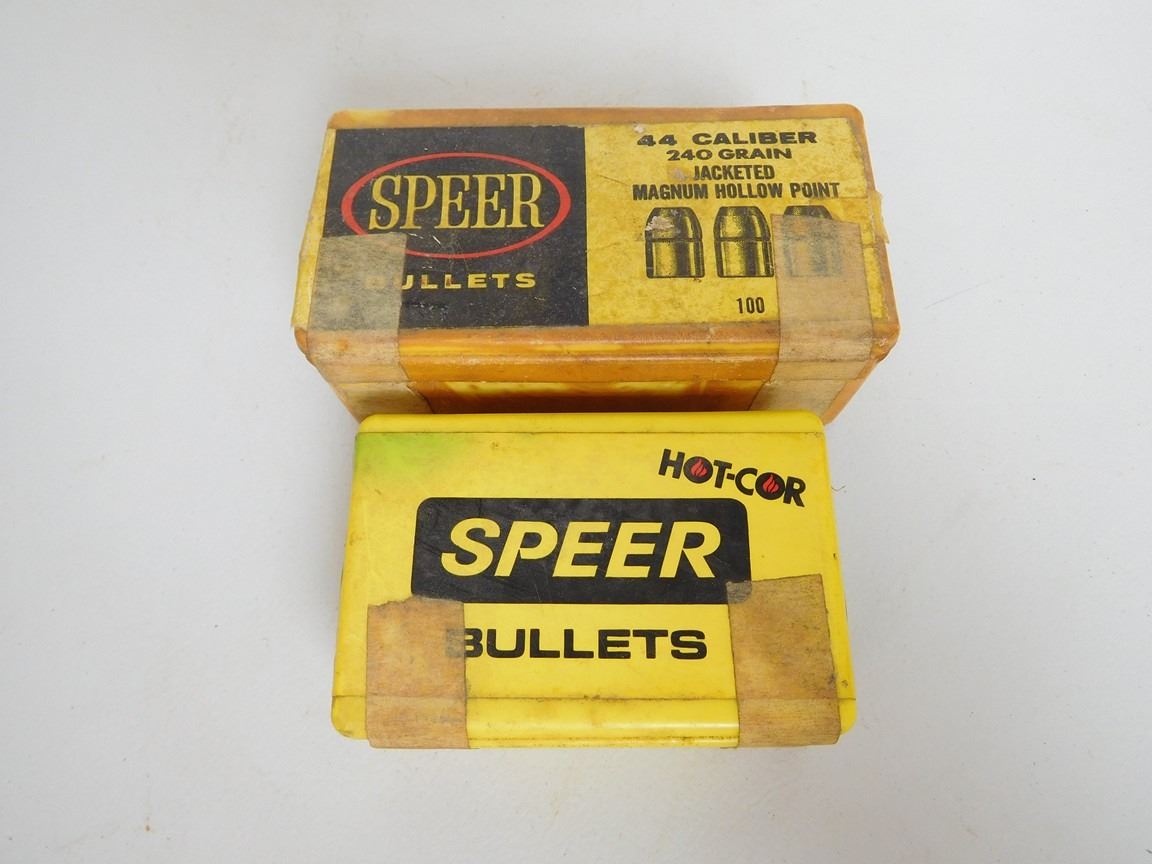 SPEER
BULLETS
44 CALIBER
240 GRAIN
JACKETED
MAGNUM HOLLOW POINT
100
HOT-COR
SPEER
BULLETS